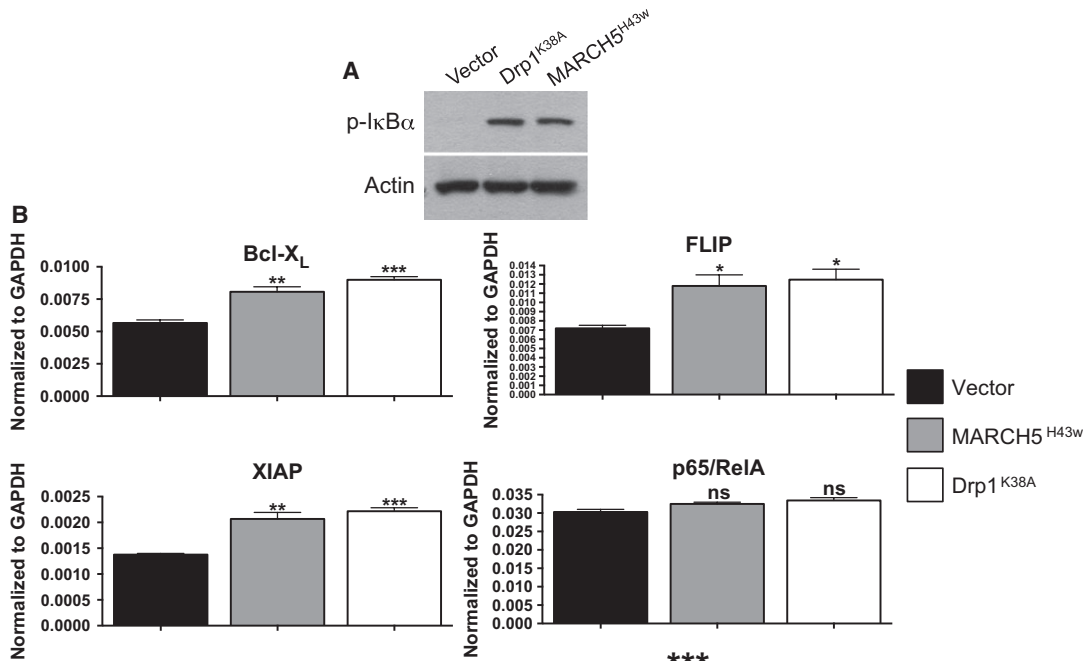 A
Vector
Drp1K38A
MARCH5H43w
p-IκBα
Actin
B
Bcl-XL
Normalized to GAPDH
0.0100
0.0075
0.0050
0.0025
0.0000
**
***
FLIP
Normalized to GAPDH
0.014
0.013
0.012
0.011
0.010
0.009
0.008
0.007
0.006
0.005
0.004
0.003
0.002
0.001
0.000
*
*
Vector
MARCH5 H43w
Drp1 K38A
XIAP
Normalized to GAPDH
0.0025
0.0020
0.0015
0.0010
0.0005
0.0000
**
***
p65/RelA
Normalized to GAPDH
0.035
0.030
0.025
0.020
0.015
0.010
0.005
0.000
ns
ns
***